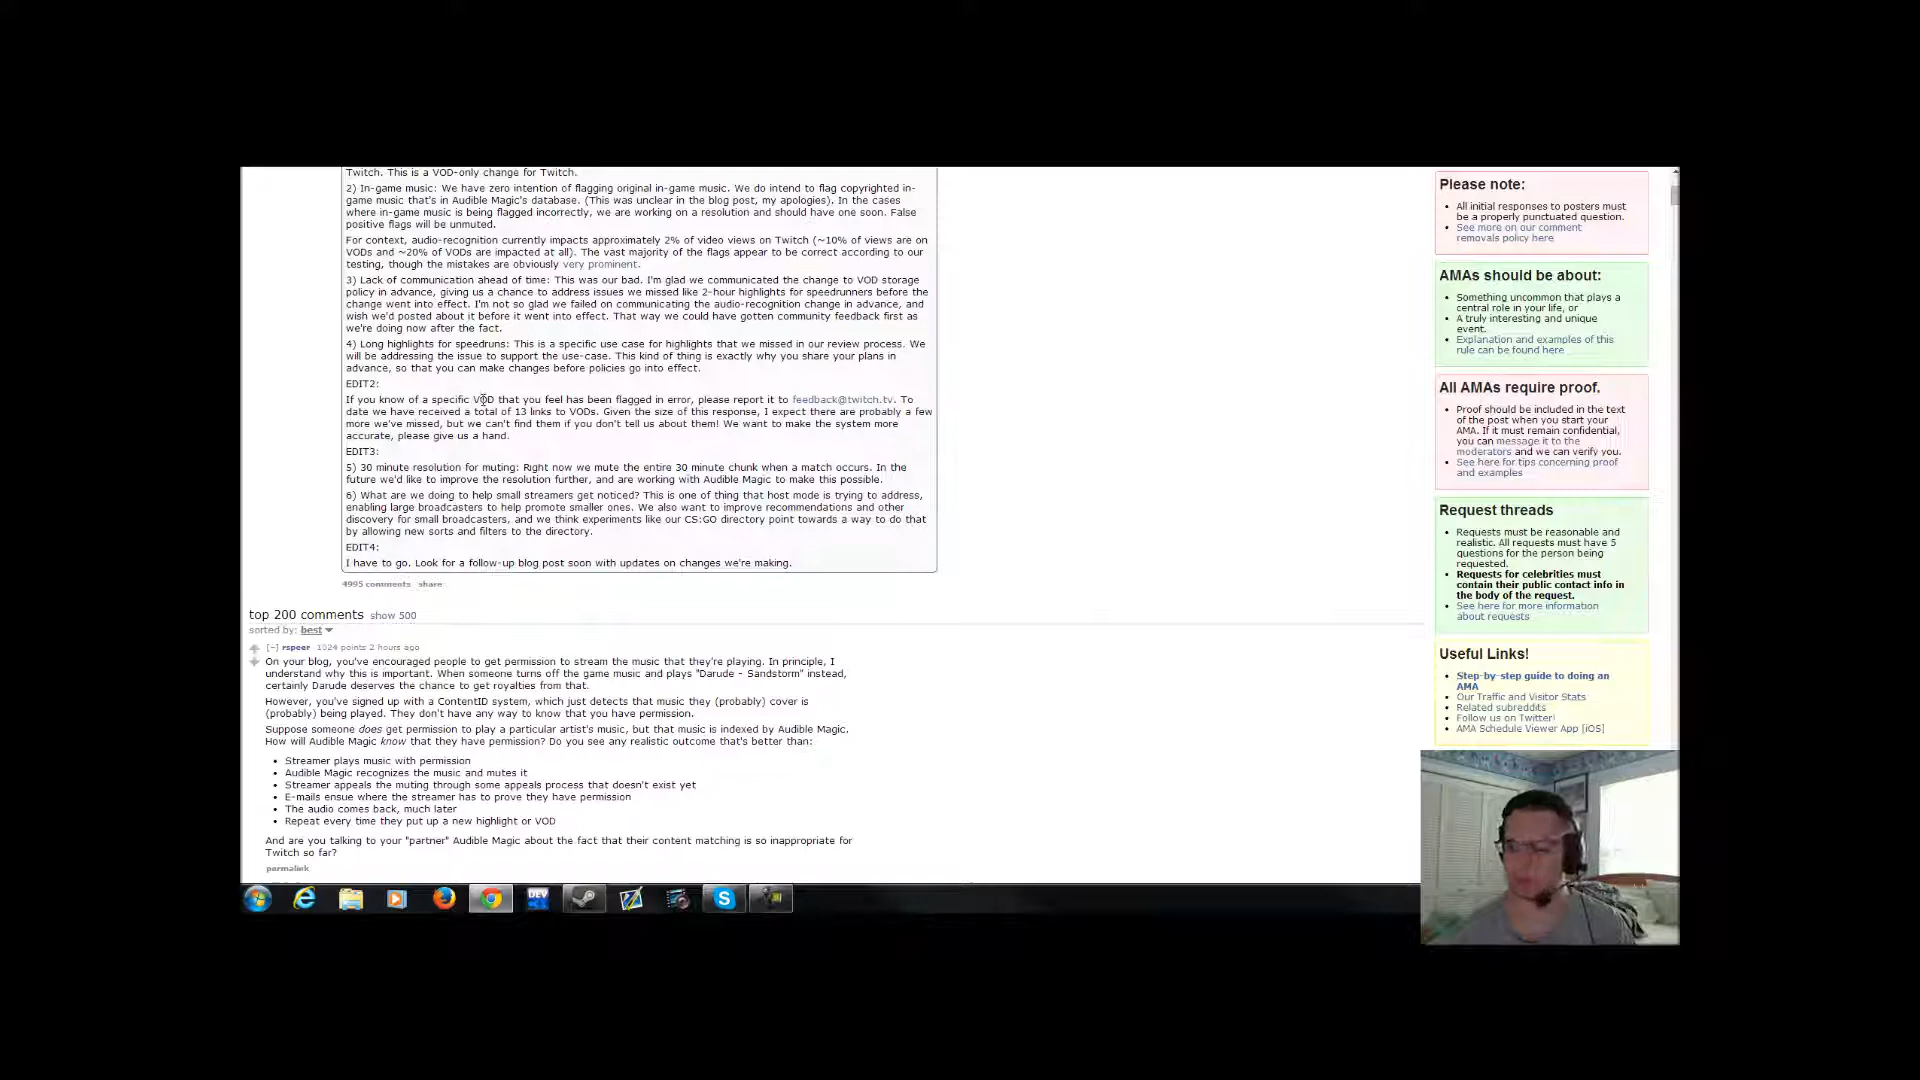 Twitch. This is a VOD-only change for Twitch.
2) In-game music: We have zero intention of flagging original in-game music. We do intend to flag copyrighted in-
game music that's in Audible Magic's database. (This was unclear in the blog post, my apologies). In the cases
where in-game music is being flagged incorrectly, we are working on a resolution and should have one soon. False
positive flags will be unmuted.
For context, audio-recognition currently impacts approximately 2% of video views on Twitch (~10% of views are on
VODs and ~20% of VODs are impacted at all). The vast majority of the flags appear to be correct according to our
testing, though the mistakes are obviously very prominent.
3) Lack of communication ahead of time: This was our bad. I'm glad we communicated the change to VOD storage
policy in advance, giving us a chance to address issues we missed like 2-hour highlights for speedrunners before the
change went into effect. I'm not so glad we failed on communicating the audio-recognition change in advance, and
wish we'd posted about it before it went into effect. That way we could have gotten community feedback first as
we're doing now after the fact.
4) Long highlights for speedruns: This is a specific use case for highlights that we missed in our review process. We
will be addressing the issue to support the use-case. This kind of thing is exactly why you share your plans in
advance, so that you can make changes before policies go into effect.
EDIT2:
If you know of a specific VOD that you feel has been flagged in error, please report it to feedback@twitch.tv. To
date we have received a total of 13 links to VODs. Given the size of this response, I expect there are probably a few
more we've missed, but we can't find them if you don't tell us about them! We want to make the system more
accurate, please give us a hand.
EDIT3:
5) 30 minute resolution for muting: Right now we mute the entire 30 minute chunk when a match occurs. In the
future we'd like to improve the resolution further, and are working with Audible Magic to make this possible.
6) What are we doing to help small streamers get noticed? This is one of thing that host mode is trying to address,
enabling large broadcasters to help promote smaller ones. We also want to improve recommendations and other
discovery for small broadcasters, and we think experiments like our CS:GO directory point towards a way to do that
by allowing new sorts and filters to the directory.
EDIT4:
I have to go. Look for a follow-up blog post soon with updates on changes we're making.
4995 comments share
top 200 comments show 500
sorted by: best
[-] rspeer 1024 points 2 hours ago
On your blog, you've encouraged people to get permission to stream the music that they're playing. In principle, I
understand why this is important. When someone turns off the game music and plays "Darude - Sandstorm" instead,
certainly Darude deserves the chance to get royalties from that.
However, you've signed up with a ContentID system, which just detects that music they (probably) cover is
(probably) being played. They don't have any way to know that you have permission.
Suppose someone does get permission to play a particular artist's music, but that music is indexed by Audible Magic.
How will Audible Magic know that they have permission? Do you see any realistic outcome that's better than:
• Streamer plays music with permission
• Audible Magic recognizes the music and mutes it
• Streamer appeals the muting through some appeals process that doesn't exist yet
• E-mails ensue where the streamer has to prove they have permission
• The audio comes back, much later
• Repeat every time they put up a new highlight or VOD
And are you talking to your "partner" Audible Magic about the fact that their content matching is so inappropriate for
Twitch so far?
permalink
Please note:
• All initial responses to posters must
be a properly punctuated question.
• See more on our comment
removals policy here
AMAs should be about:
• Something uncommon that plays a
central role in your life, or
• A truly interesting and unique
event.
• Explanation and examples of this
rule can be found here
All AMAs require proof.
• Proof should be included in the text
of the post when you start your
AMA. If it must remain confidential,
you can message it to the
moderators and we can verify you.
• See here for tips concerning proof
and examples
Request threads
• Requests must be reasonable and
realistic. All requests must have 5
questions for the person being
requested.
• Requests for celebrities must
contain their public contact info in
the body of the request.
• See here for more information
about requests
Useful Links!
• Step-by-step guide to doing an
AMA
• Our Traffic and Visitor Stats
• Related subreddits
• Follow us on Twitter!
• AMA Schedule Viewer App [iOS]
DEV